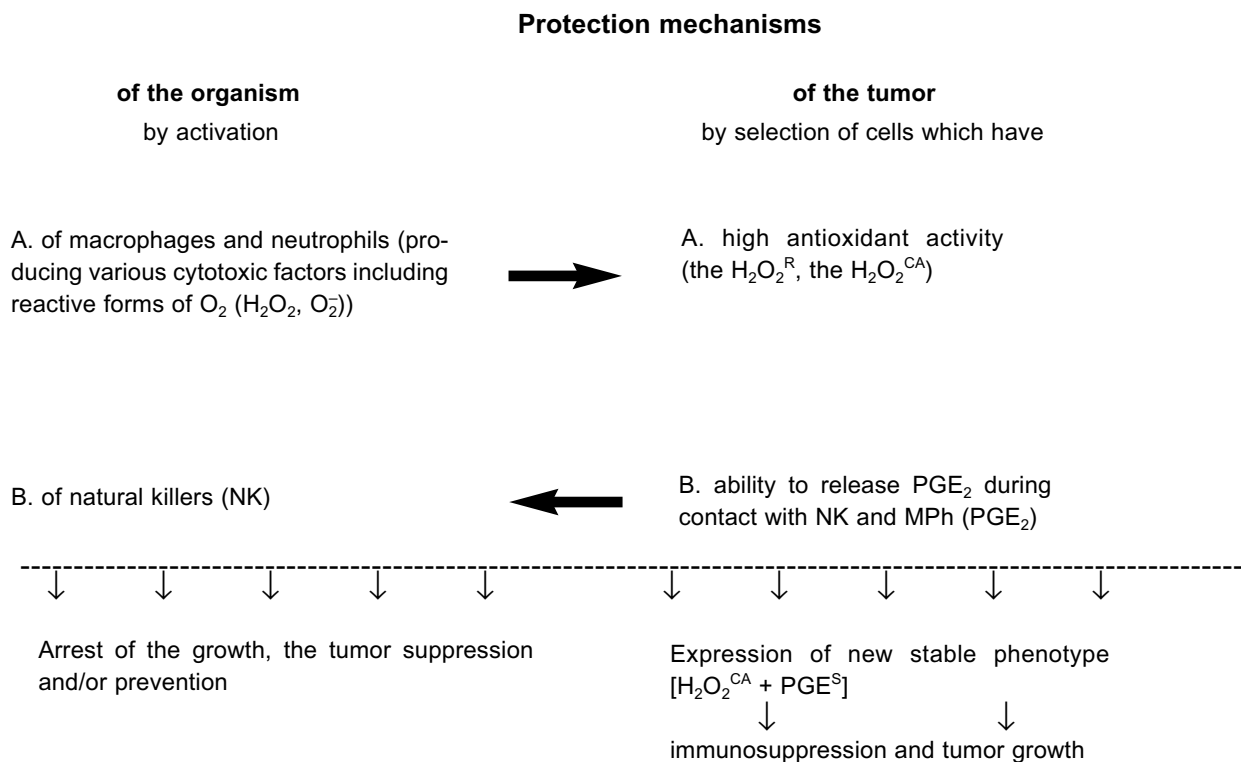 Protection mechanisms
of the organism
by activation
of the tumor
by selection of cells which have
A. of macrophages and neutrophils (pro-
ducing various cytotoxic factors including
reactive forms of O₂ (H₂O₂, O₂⁻))
A. high antioxidant activity
(the H₂O₂ᴿ, the H₂O₂ᶜᴬ)
B. of natural killers (NK)
B. ability to release PGE₂ during
contact with NK and MPh (PGE₂)
Arrest of the growth, the tumor suppression
and/or prevention
Expression of new stable phenotype
[H₂O₂ᶜᴬ + PGEˢ]
immunosuppression and tumor growth